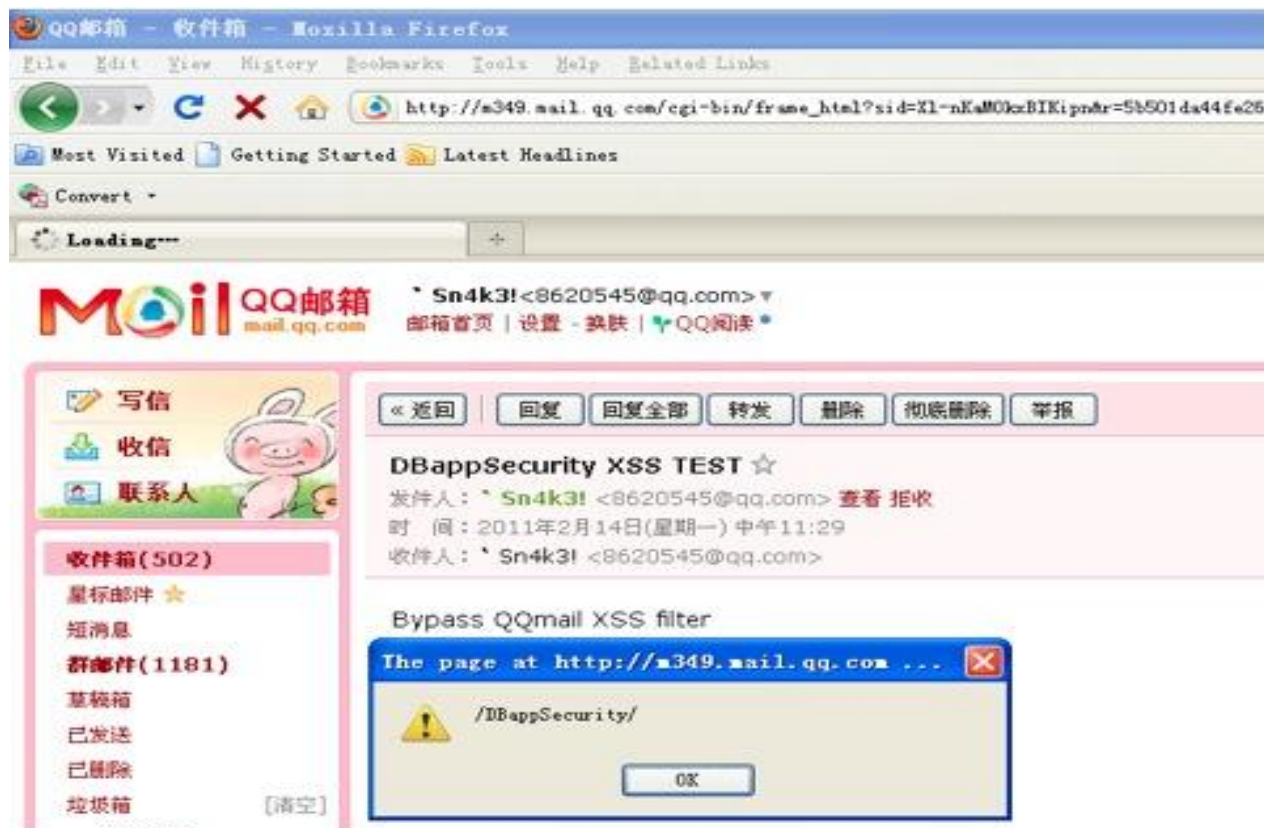 QQ邮箱 - 收件箱 - Mozilla Firefox
File Edit View History Bookmarks Tools Help Related Links
http://m349.mail.qq.com/cgi-bin/frame_html?sid=
Most Visited Getting Started Latest Headlines
Convert
Loading...
Mail QQ邮箱
mail.qq.com
` Sn4k3!<8620545@qq.com>
邮箱首页 | 设置 - 换肤 | QQ阅读
写信
收信
联系人
« 返回 回复 回复全部 转发 删除 彻底删除 举报
DBappSecurity XSS TEST ☆
发件人:` Sn4k3! <8620545@qq.com> 查看 拒收
时 间:2011年2月14日(星期一) 中午11:29
收件人:` Sn4k3! <8620545@qq.com>
收件箱(502)
星标邮件
短消息
群邮件(1181)
草稿箱
已发送
已删除
垃圾箱 [清空]
Bypass QQmail XSS filter
The page at http://m349.mail.qq.com ...
/DBappSecurity/
OK